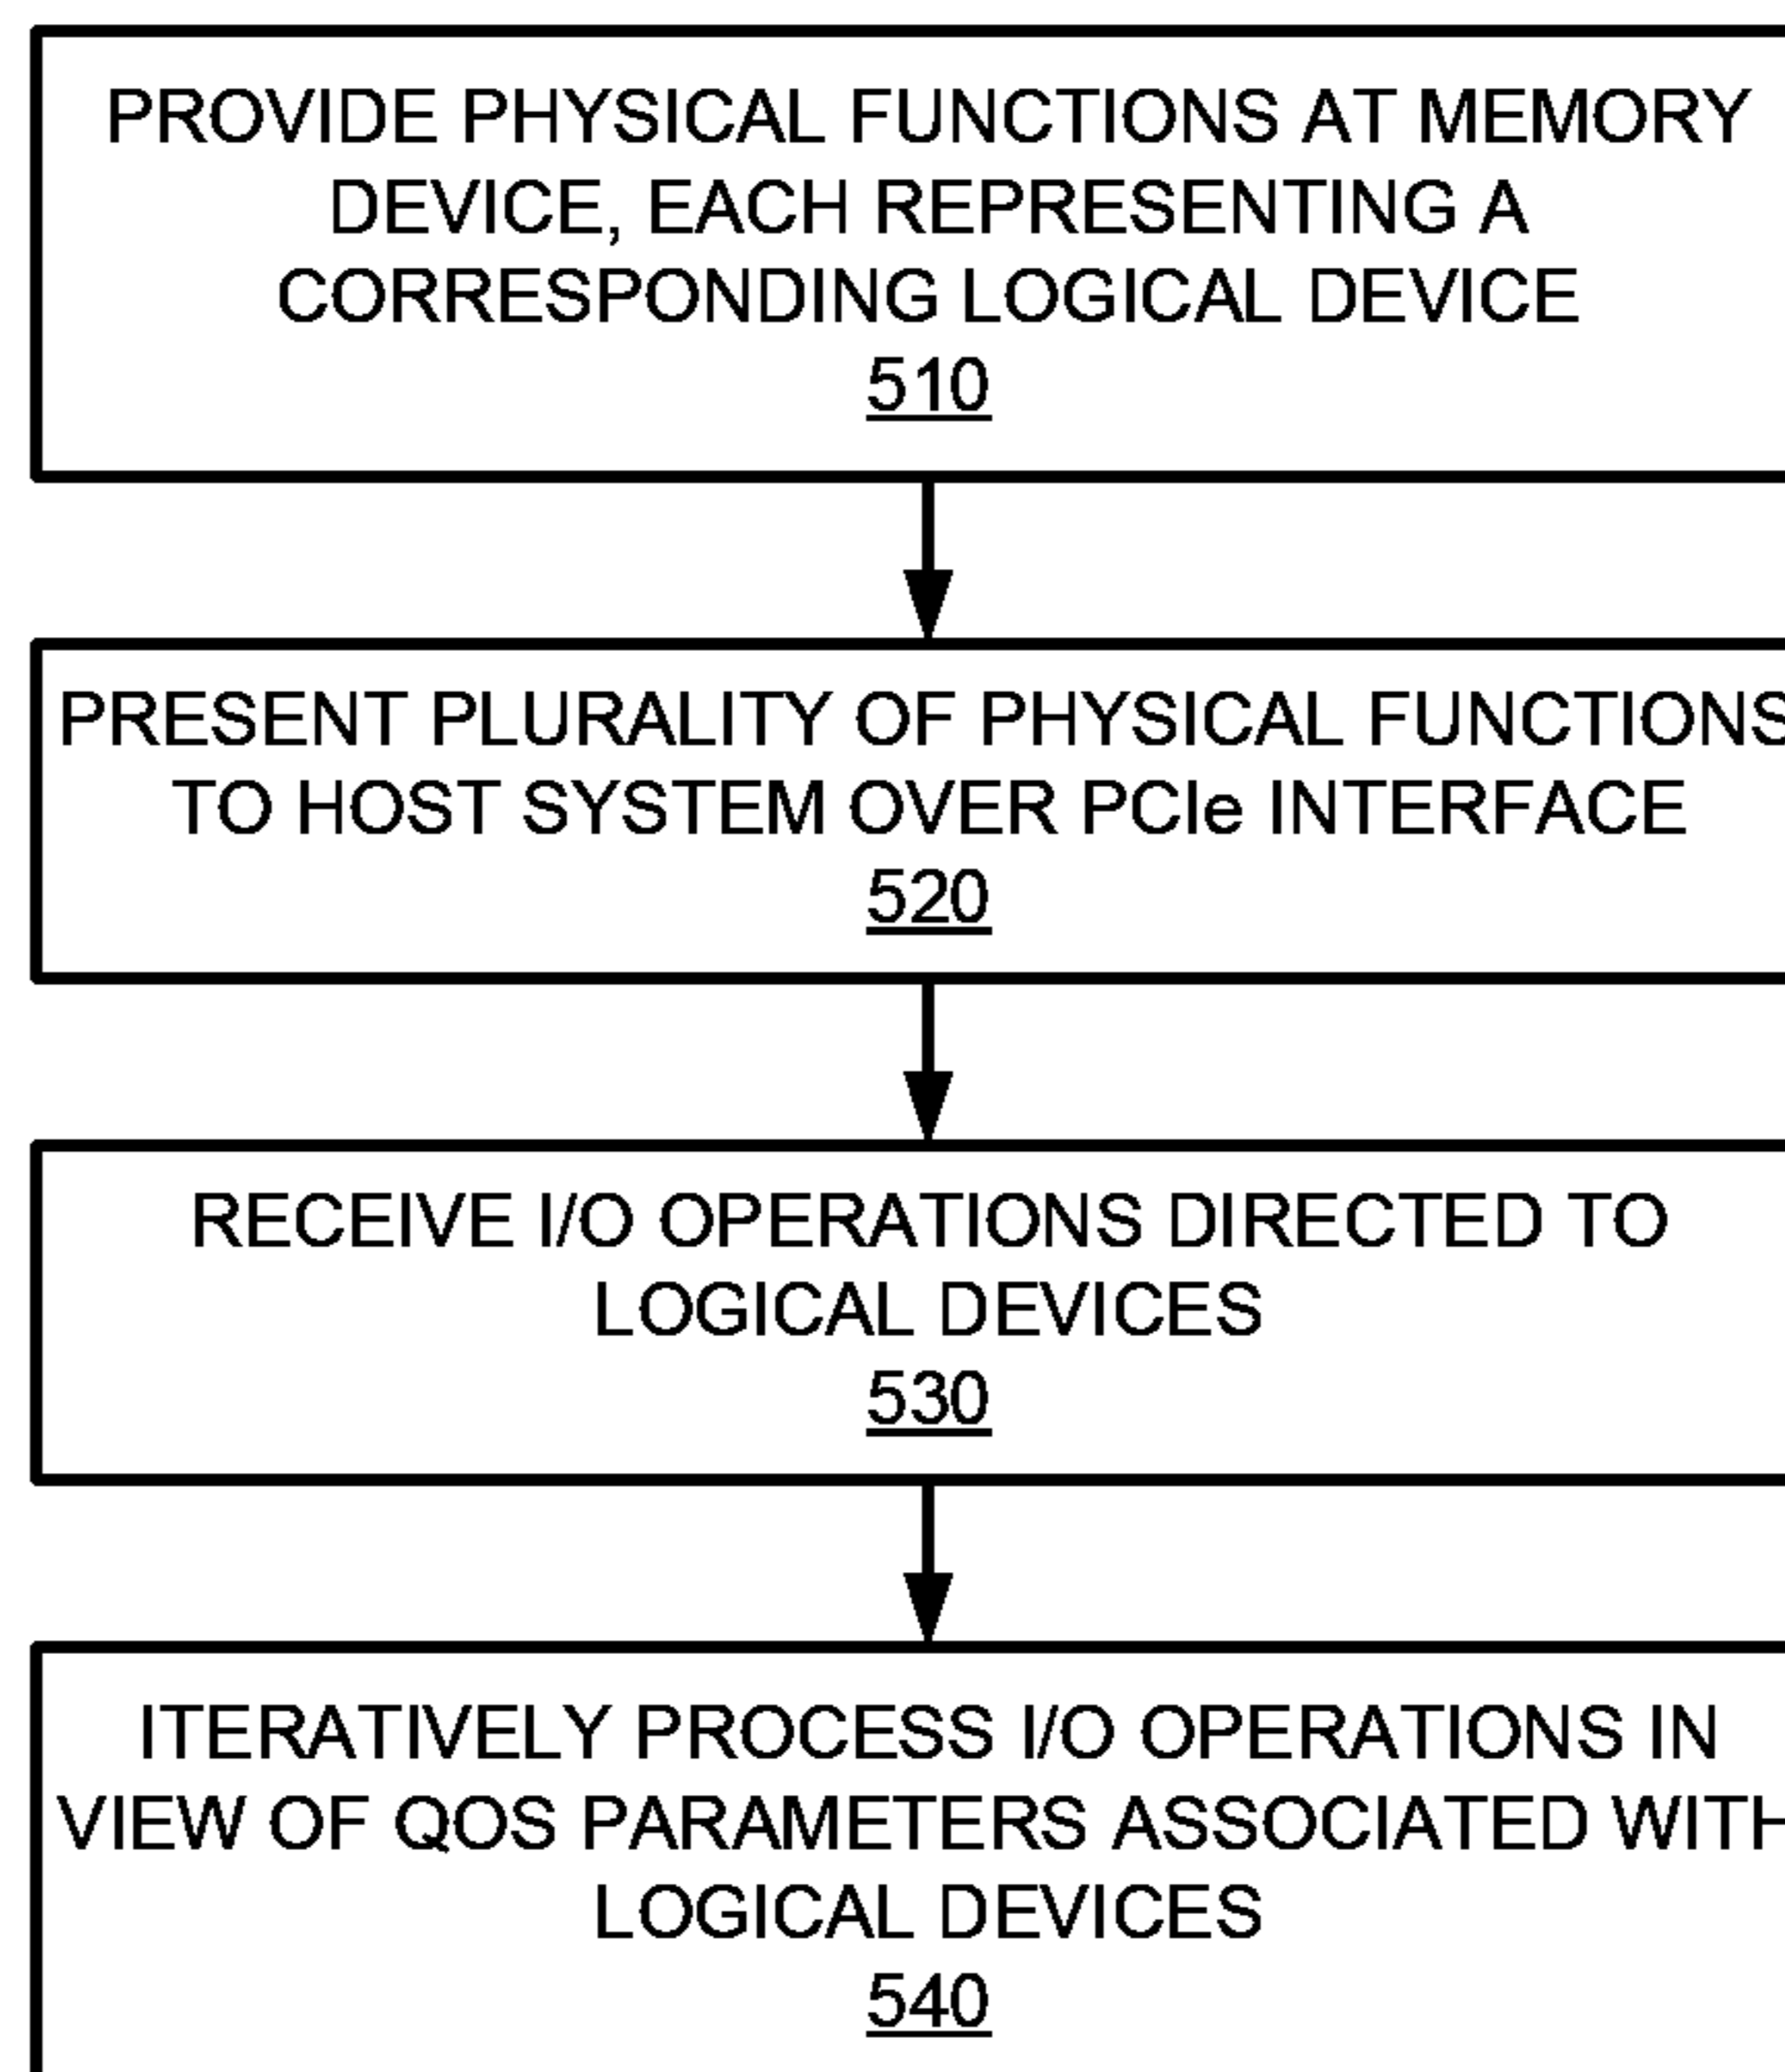 PROVIDE PHYSICAL FUNCTIONS AT MEMORY
DEVICE, EACH REPRESENTING A
CORRESPONDING LOGICAL DEVICE
510
PRESENT PLURALITY OF PHYSICAL FUNCTIONS
TO HOST SYSTEM OVER PCIe INTERFACE
520
RECEIVE I/O OPERATIONS DIRECTED TO
LOGICAL DEVICES
530
ITERATIVELY PROCESS I/O OPERATIONS IN
VIEW OF QOS PARAMETERS ASSOCIATED WITH
LOGICAL DEVICES
540